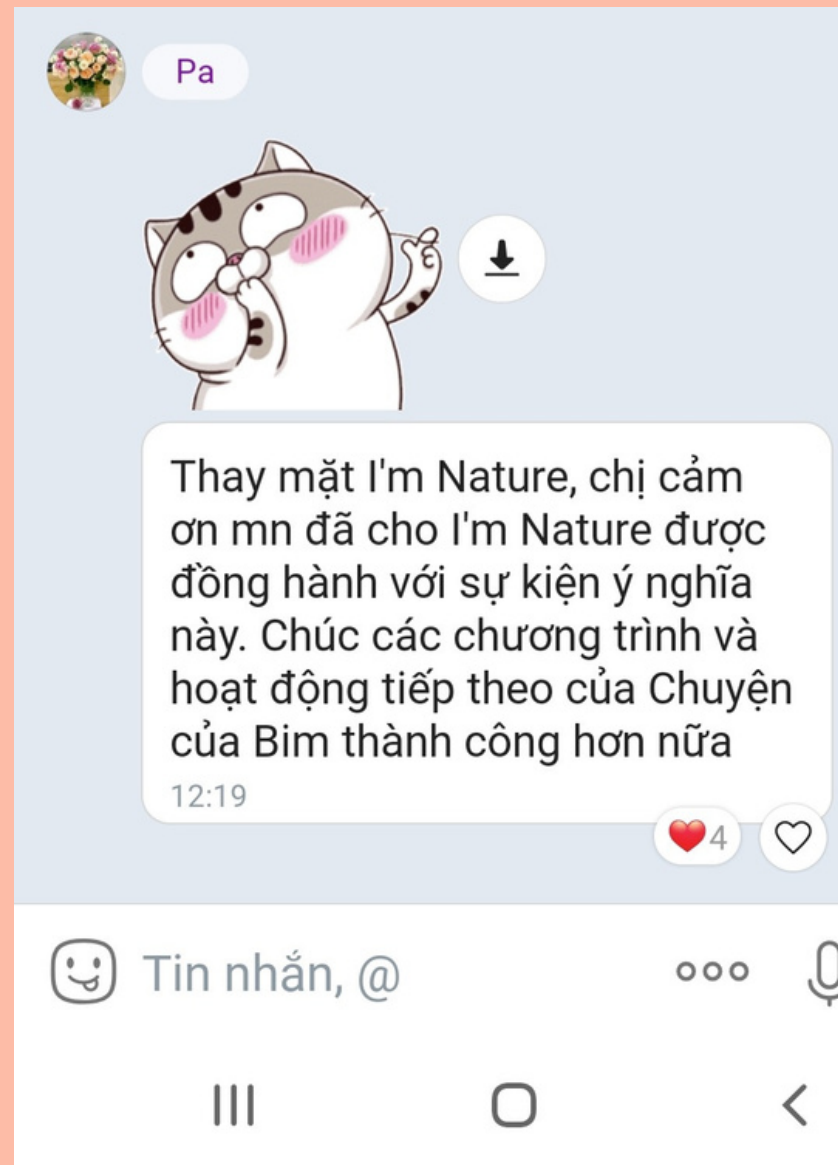 Pa
Thay mặt I'm Nature, chị cảm
ơn mn đã cho I'm Nature được
đồng hành với sự kiện ý nghĩa
này. Chúc các chương trình và
hoạt động tiếp theo của Chuyện
của Bim thành công hơn nữa
12:19
4
Tin nhắn, @